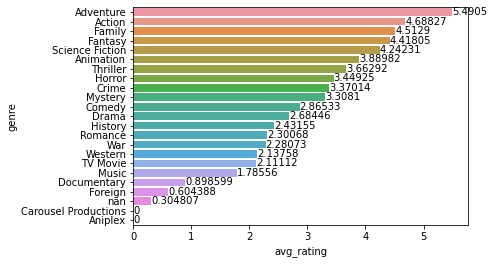 Adventure 5.4905
Action 4.68827
Family 4.5129
Fantasy 4.41805
Science Fiction 4.24231
Animation 3.88982
Thriller 3.66292
Horror 3.44925
Crime 3.37014
Mystery 3.3081
Comedy 2.86533
Drama 2.68446
History 2.43155
Romance 2.30068
War 2.28073
Western 2.13758
TV Movie 2.11112
Music 1.78556
Documentary 0.898599
Foreign 0.604388
nan 0.304807
Carousel Productions 0
Aniplex 0
genre
0 1 2 3 4 5
avg_rating